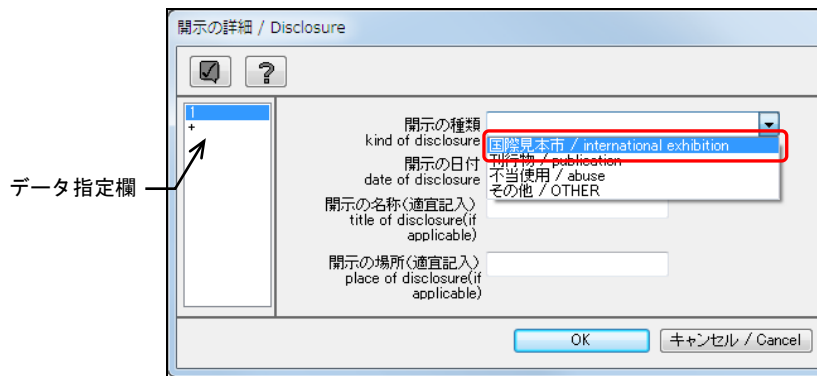 開示の詳細 / Disclosure
?
1
+
データ指定欄
開示の種類
kind of disclosure
国際見本市 / international exhibition
刊行物 / publication
不当使用 / abuse
その他 / OTHER
開示の日付
date of disclosure
開示の名称(適宜記入)
title of disclosure(if
applicable)
開示の場所(適宜記入)
place of disclosure(if
applicable)
OK
キャンセル / Cancel